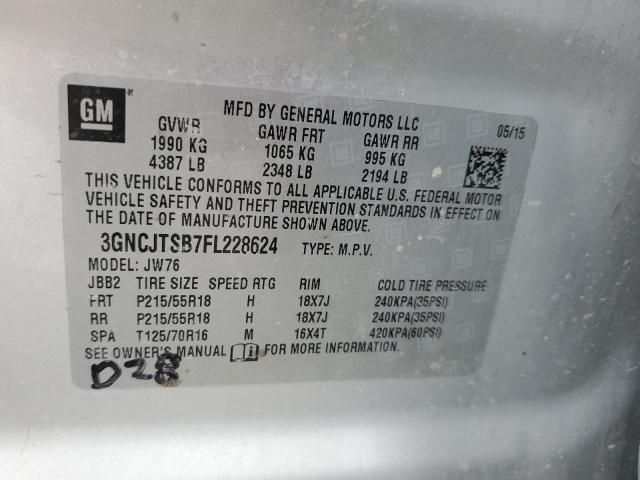 GM
MFD BY GENERAL MOTORS LLC
05/15
GVWR GAWR FRT GAWR RR
1990 KG 1065 KG 995 KG
4387 LB 2348 LB 2194 LB
THIS VEHICLE CONFORMS TO ALL APPLICABLE U.S. FEDERAL MOTOR
VEHICLE SAFETY AND THEFT PREVENTION STANDARDS IN EFFECT ON
THE DATE OF MANUFACTURE SHOWN ABOVE.
3GNCJTSB7FL228624 TYPE: M.P.V.
MODEL: JW76
JBB2 TIRE SIZE SPEED RTG RIM COLD TIRE PRESSURE
FRT P215/55R18 H 18X7J 240KPA(35PSI)
RR P215/55R18 H 18X7J 240KPA(35PSI)
SPA T125/70R16 M 16X4T 420KPA(60PSI)
SEE OWNER'S MANUAL FOR MORE INFORMATION.
D28